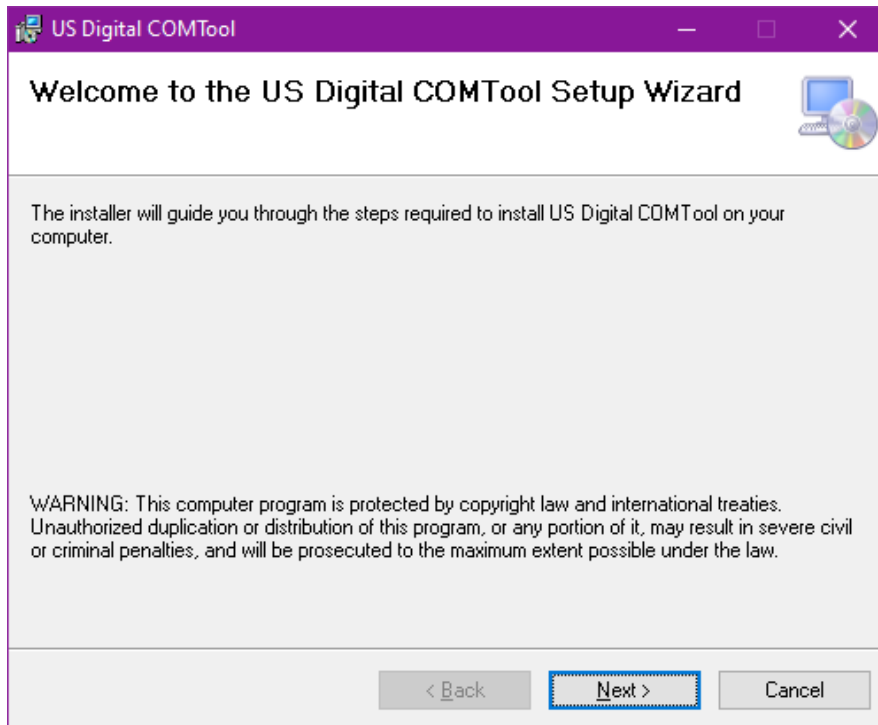 US Digital COMTool
Welcome to the US Digital COMTool Setup Wizard
The installer will guide you through the steps required to install US Digital COMTool on your
computer.
WARNING: This computer program is protected by copyright law and international treaties.
Unauthorized duplication or distribution of this program, or any portion of it, may result in severe civil
or criminal penalties, and will be prosecuted to the maximum extent possible under the law.
< Back Next > Cancel